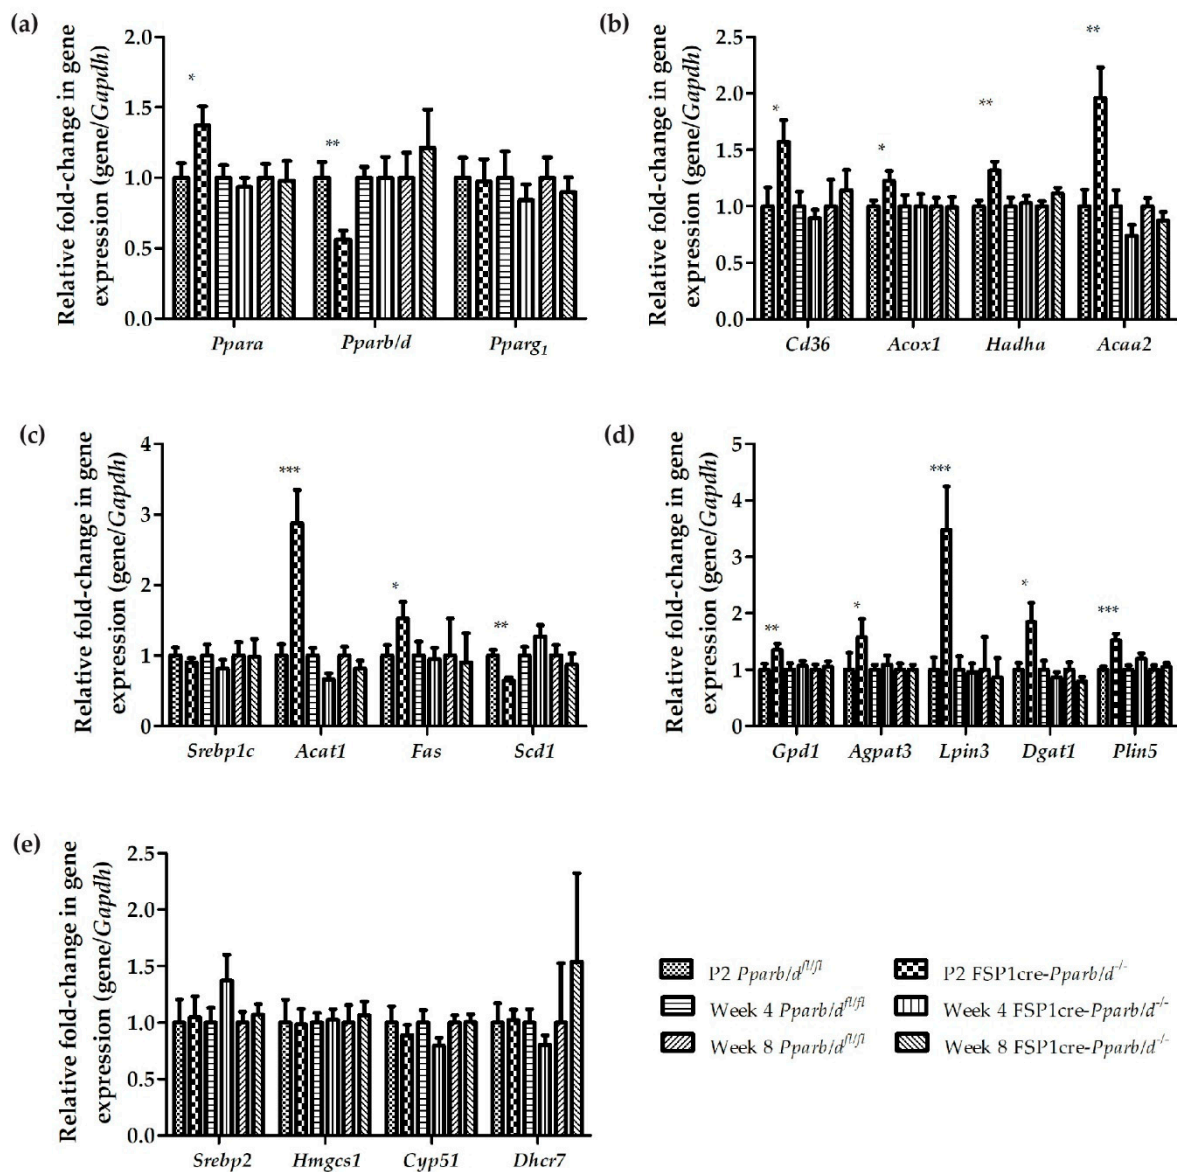 (a)
Relative fold-change in gene
expression (gene/Gapdh)
2.0
1.5
1.0
0.5
0.0
*
**
Ppara
Pparb/d
Pparg1
(b)
Relative fold-change in gene
expression (gene/Gapdh)
2.5
2.0
1.5
1.0
0.5
0.0
*
*
**
**
Cd36
Acox1
Hadha
Acaa2
(c)
Relative fold-change in gene
expression (gene/Gapdh)
4
3
2
1
0
***
*
**
Srebp1c
Acat1
Fas
Scd1
(d)
Relative fold-change in gene
expression (gene/Gapdh)
5
4
3
2
1
0
**
*
***
*
***
Gpd1
Agpat3
Lpin3
Dgat1
Plin5
(e)
Relative fold-change in gene
expression (gene/Gapdh)
2.5
2.0
1.5
1.0
0.5
0.0
Srebp2
Hmgcs1
Cyp51
Dhcr7
P2 Pparb/d^fl/fl
P2 FSP1cre-Pparb/d^-/-
Week 4 Pparb/d^fl/fl
Week 4 FSP1cre-Pparb/d^-/-
Week 8 Pparb/d^fl/fl
Week 8 FSP1cre-Pparb/d^-/-